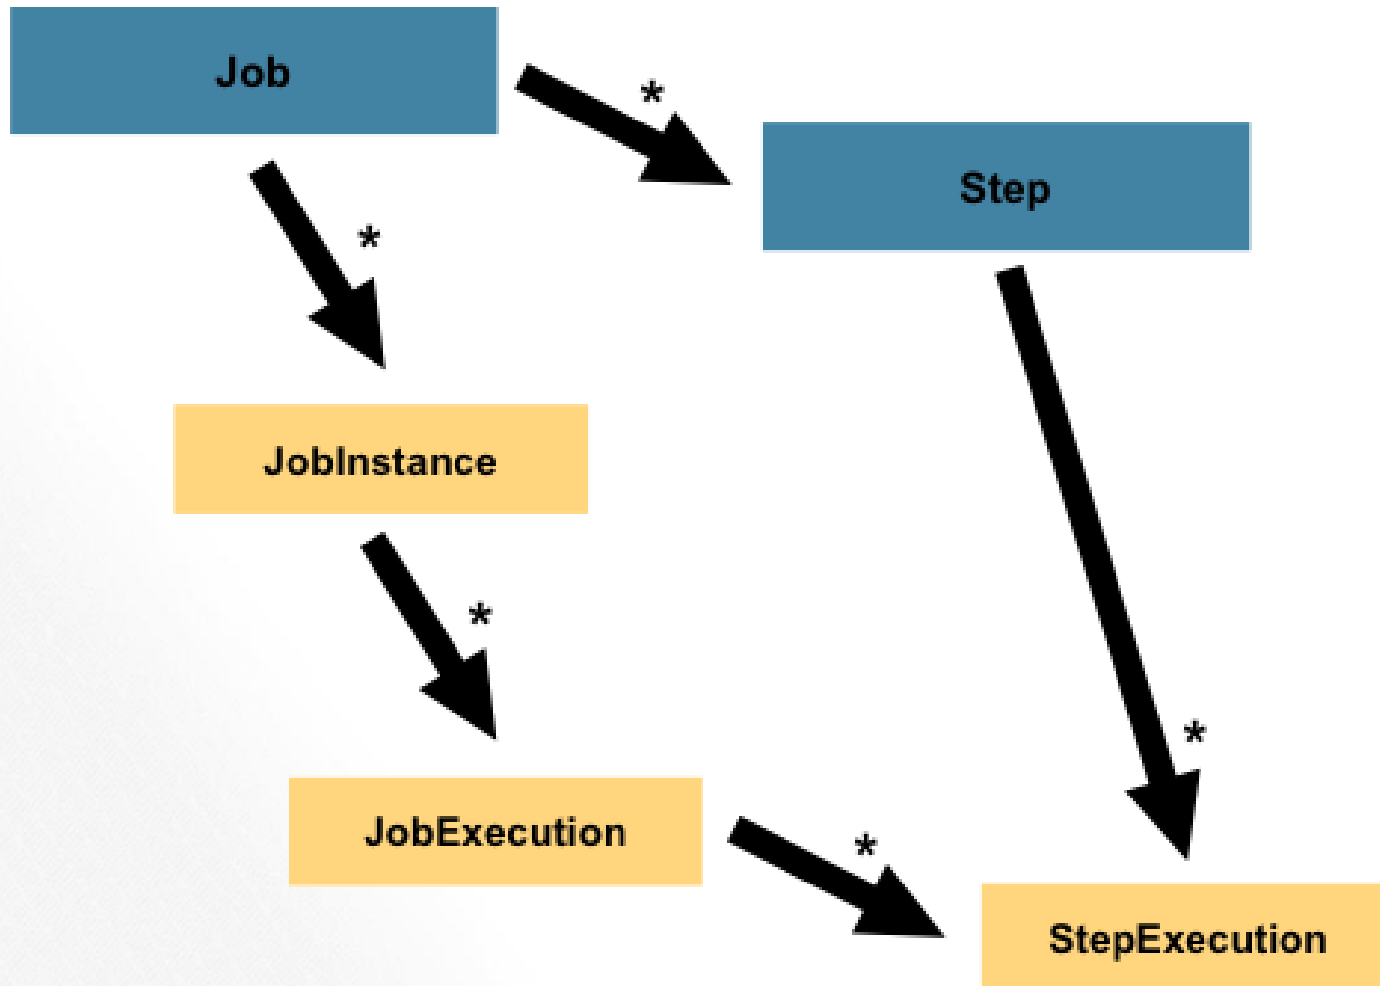 Job
*
Step
*
JobInstance
*
*
JobExecution
*
StepExecution